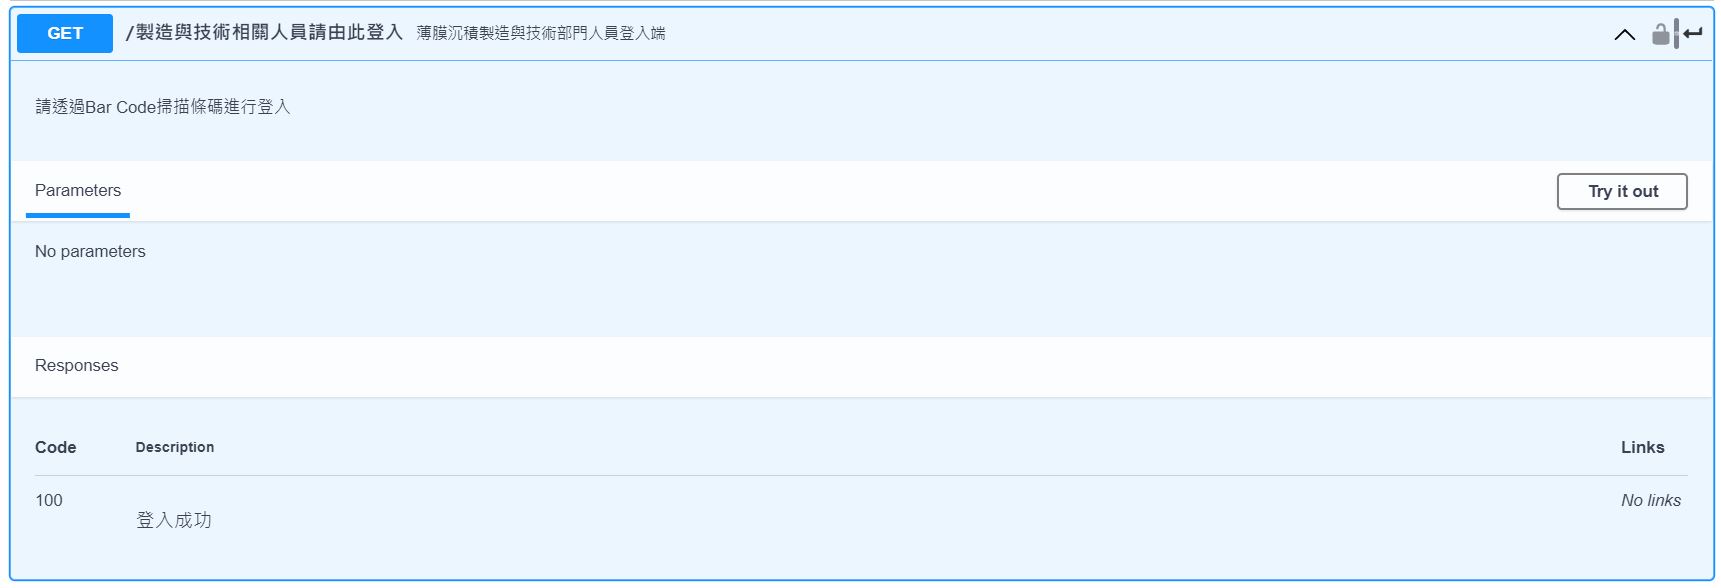 GET /製造與技術相關人員請由此登入 薄膜沉積製造與技術部門人員登入端
請透過Bar Code掃描條碼進行登入
Parameters Try it out
No parameters
Responses
Code Description Links
100 No links
登入成功